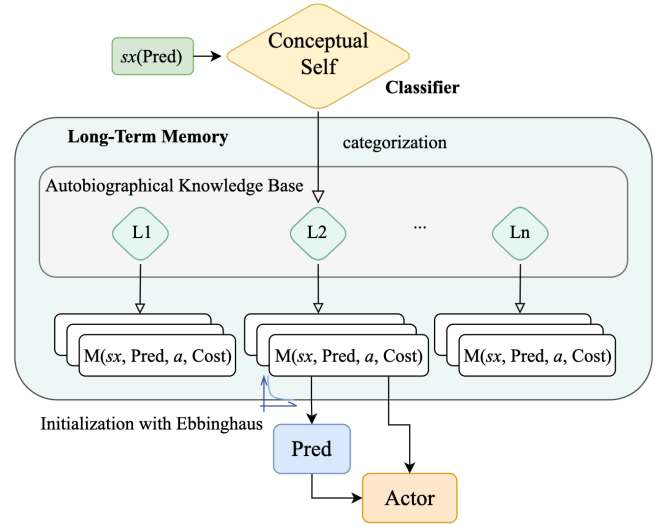 Conceptual
Self
sx(Pred)
Classifier
Long-Term Memory
categorization
Autobiographical Knowledge Base
L1
L2
...
Ln
M(sx, Pred, a, Cost)
M(sx, Pred, a, Cost)
M(sx, Pred, a, Cost)
Initialization with Ebbinghaus
Pred
Actor